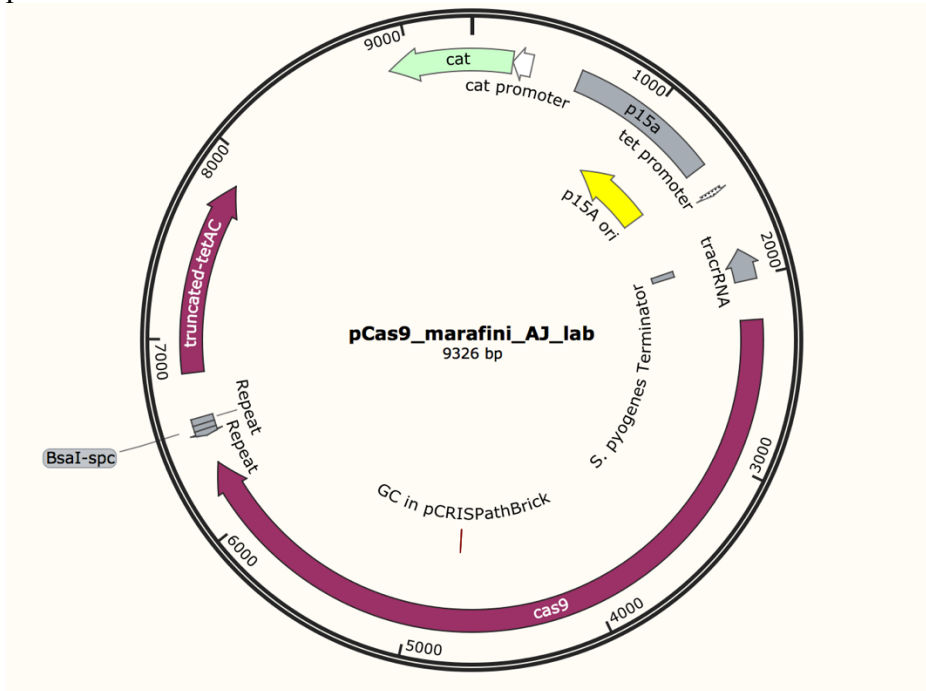 9000
cat
cat promoter
1000
p15a
tet promoter
p15A ori
8000
2000
tracrRNA
truncated-tetAC
S. pyogenes Terminator
pCas9_marafini_AJ_lab
9326 bp
7000
Repeat
Repeat
BsaI-spc
3000
GC in pCRISPathBrick
6000
cas9
4000
5000